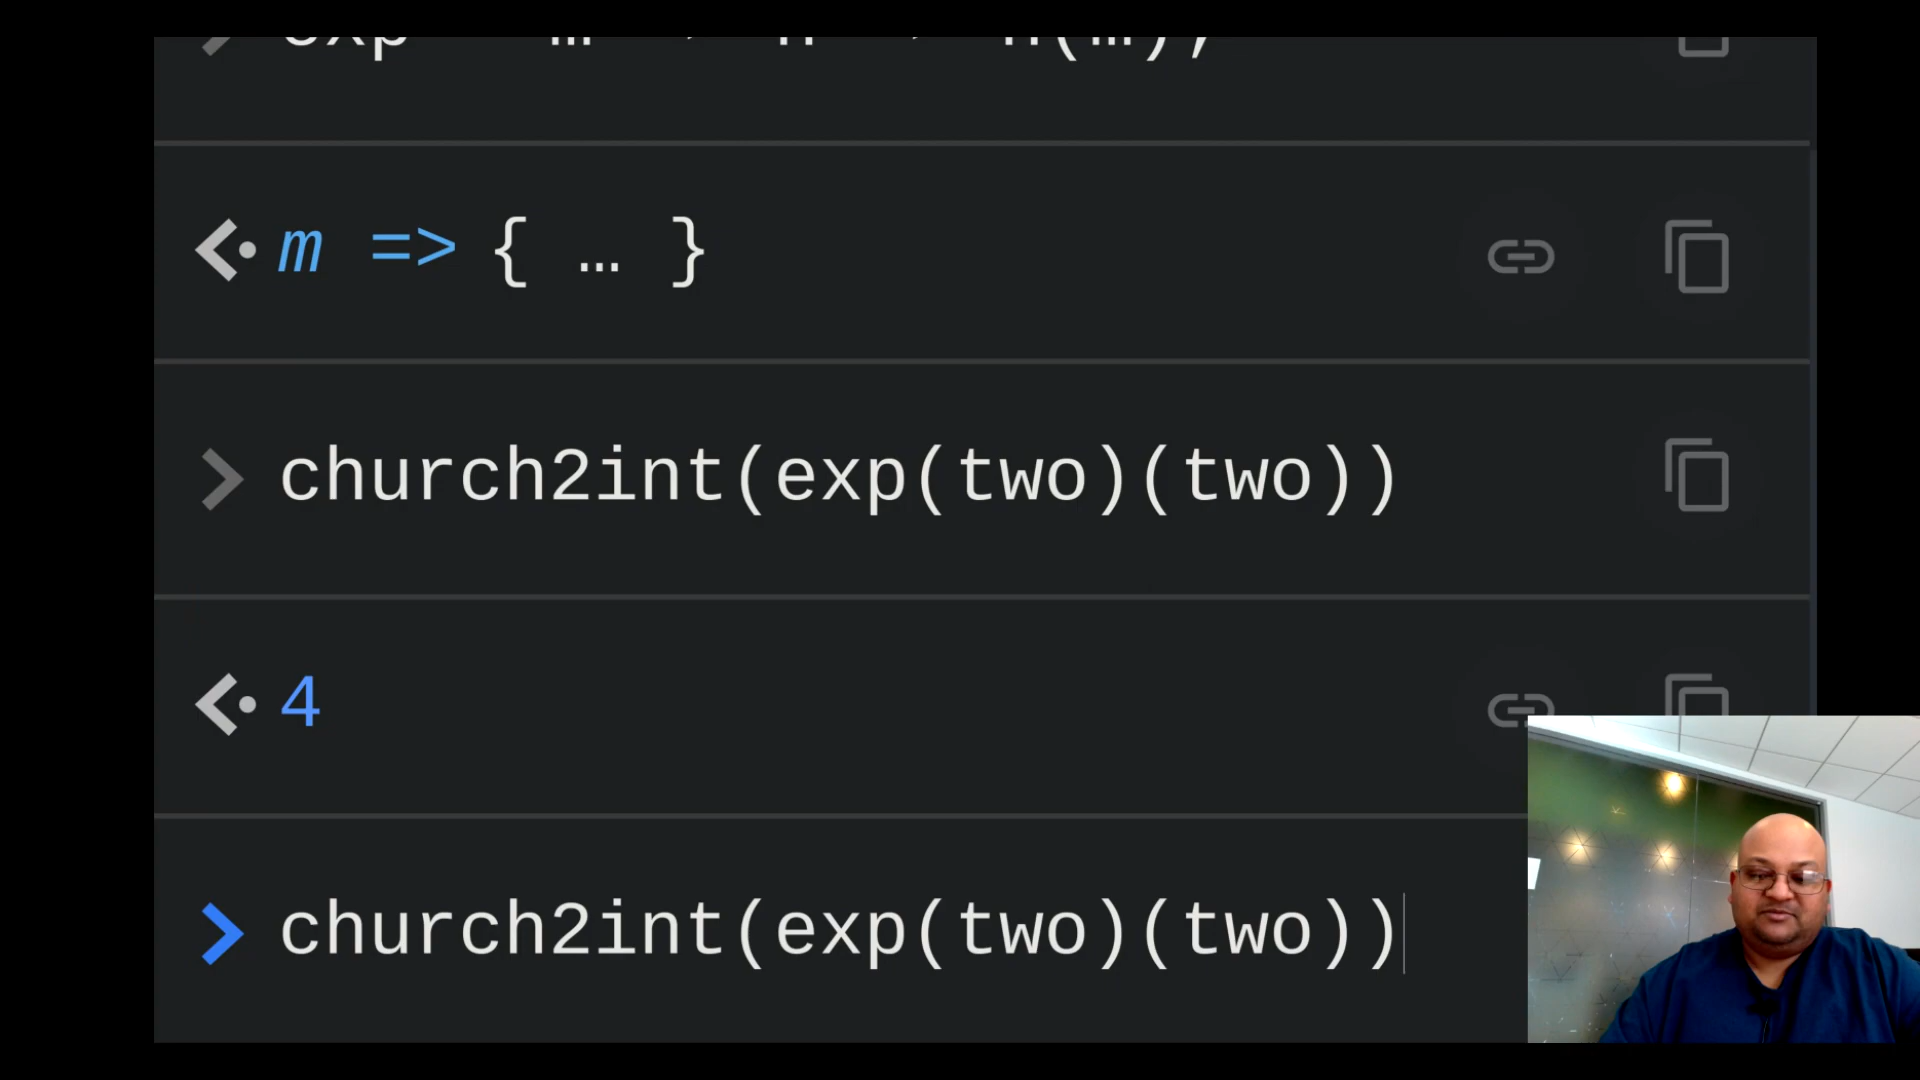 m => { … }
church2int(exp(two)(two))
4
church2int(exp(two)(two))